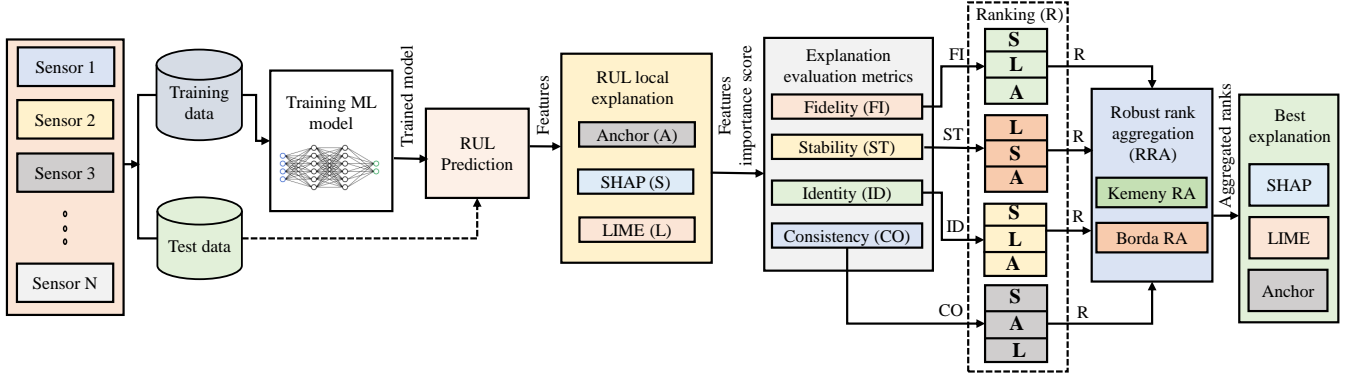 Sensor 1
Sensor 2
Sensor 3
Sensor N
Training
data
Test data
Training ML
model
Trained model
RUL
Prediction
Features
RUL local
explanation
Anchor (A)
SHAP (S)
LIME (L)
Features
importance score
Explanation
evaluation metrics
Fidelity (FI)
Stability (ST)
Identity (ID)
Consistency (CO)
FI
ST
ID
CO
Ranking (R)
S
L
A
L
S
A
S
L
A
S
A
L
R
R
R
R
Robust rank
aggregation
(RRA)
Kemeny RA
Borda RA
Aggregated ranks
Best
explanation
SHAP
LIME
Anchor